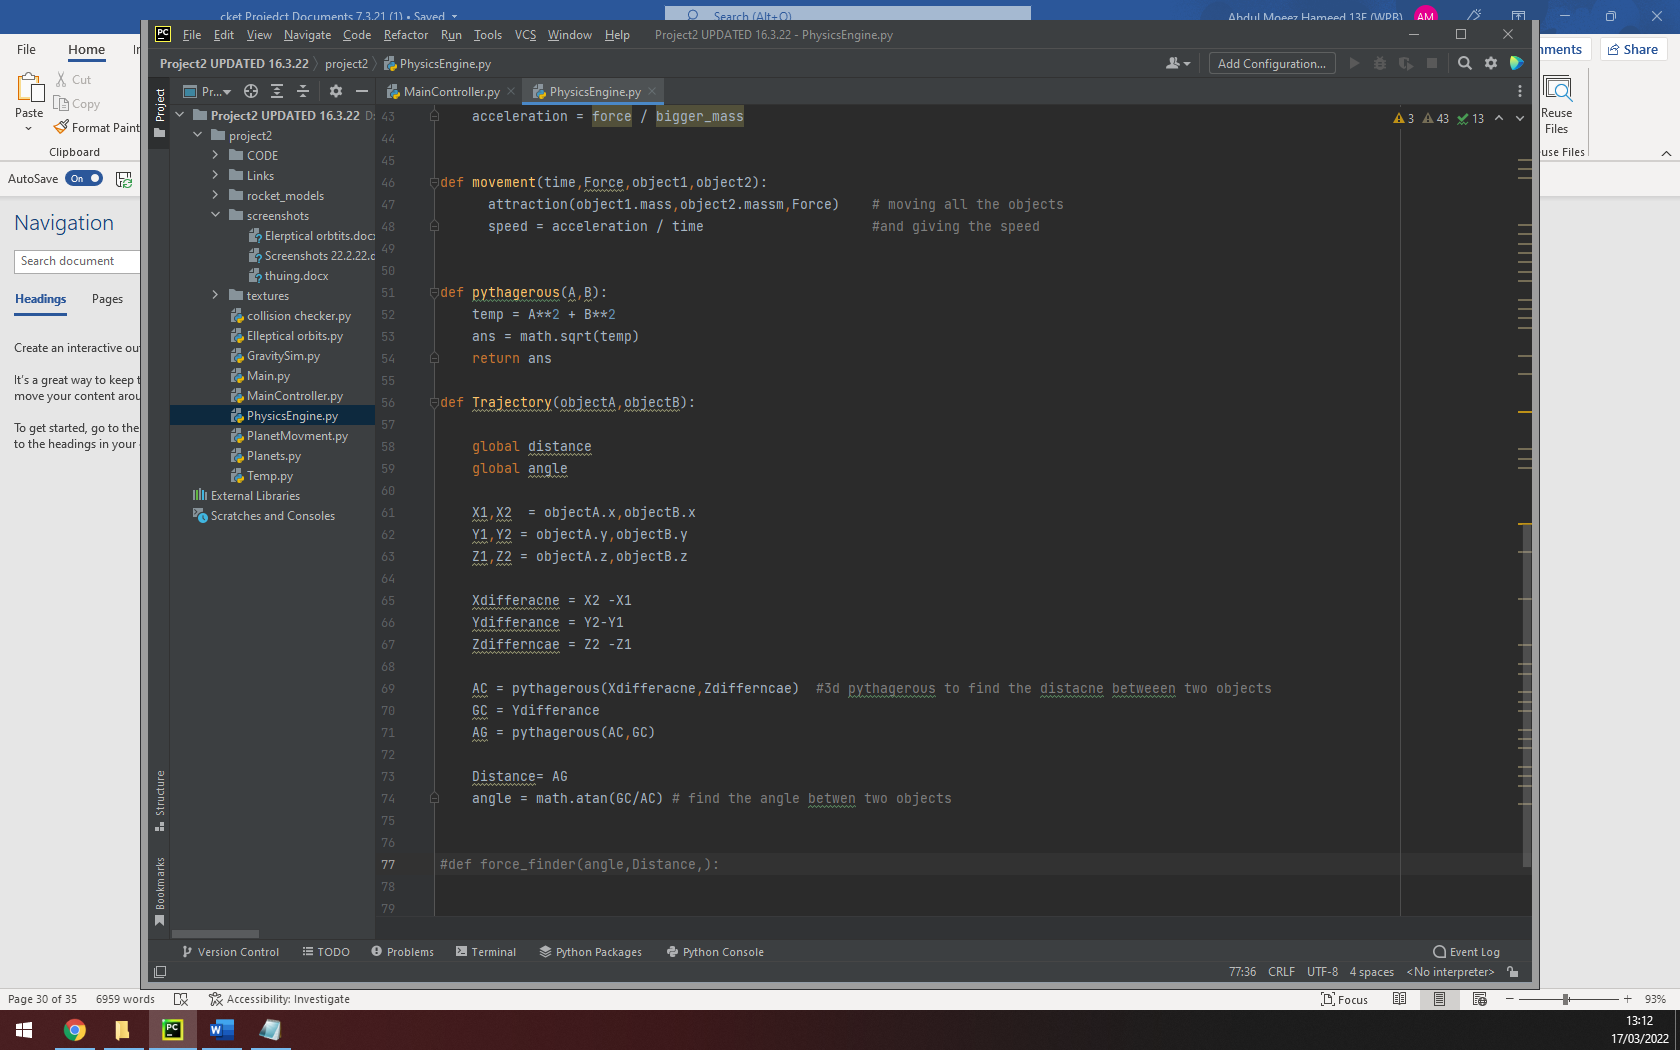 cket Projedct Documents 7.3.21 (1) • Saved
Search (Alt+Q)
Abdul Moeez Hameed 13E (WPB)
AM
File
Home
Comments
Share
Paste
Cut
Copy
Format Paint
Clipboard
Reuse
Files
use Files
AutoSave
On
Navigation
Search document
Headings
Pages
Create an interactive ou
It's a great way to keep t
move your content arou
To get started, go to the
to the headings in your
PC
File Edit View Navigate Code Refactor Run Tools VCS Window Help
Project2 UPDATED 16.3.22 - PhysicsEngine.py
Project2 UPDATED 16.3.22
project2
PhysicsEngine.py
Add Configuration...
Project
Pr...
MainController.py
PhysicsEngine.py
Project2 UPDATED 16.3.22 D:
project2
CODE
Links
rocket_models
screenshots
Elerptical orbtits.docx
Screenshots 22.2.22.d
thuing.docx
textures
collision checker.py
Elleptical orbits.py
GravitySim.py
Main.py
MainController.py
PhysicsEngine.py
PlanetMovment.py
Planets.py
Temp.py
External Libraries
Scratches and Consoles
3 43 13
43 acceleration = force / bigger_mass
44
45
46 def movement(time,Force,object1,object2):
47 attraction(object1.mass,object2.massm,Force) # moving all the objects
48 speed = acceleration / time #and giving the speed
49
50
51 def pythagerous(A,B):
52 temp = A**2 + B**2
53 ans = math.sqrt(temp)
54 return ans
55
56 def Trajectory(objectA,objectB):
57
58 global distance
59 global angle
60
61 X1,X2 = objectA.x,objectB.x
62 Y1,Y2 = objectA.y,objectB.y
63 Z1,Z2 = objectA.z,objectB.z
64
65 Xdifferacne = X2 -X1
66 Ydifferance = Y2-Y1
67 Zdifferncae = Z2 -Z1
68
69 AC = pythagerous(Xdifferacne,Zdifferncae) #3d pythagerous to find the distacne betweeen two objects
70 GC = Ydifferance
71 AG = pythagerous(AC,GC)
72
73 Distance= AG
74 angle = math.atan(GC/AC) # find the angle betwen two objects
75
76
77 #def force_finder(angle,Distance,):
78
79
Structure
Bookmarks
Version Control
TODO
Problems
Terminal
Python Packages
Python Console
Event Log
77:36 CRLF UTF-8 4 spaces <No interpreter>
Page 30 of 35
6959 words
Accessibility: Investigate
Focus
93%
PC
W
13:12
17/03/2022